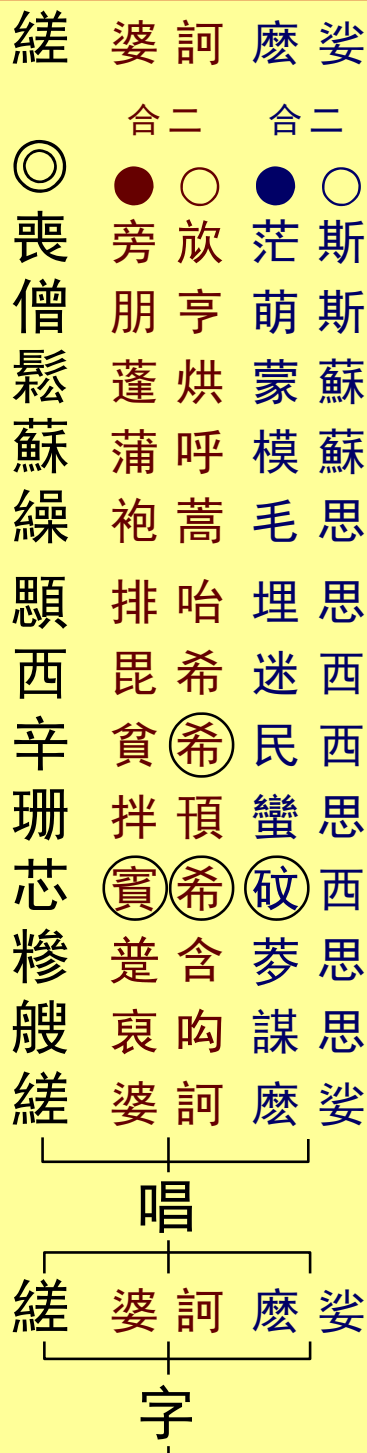 娑 二合 ○ 斯 斯 蘇 蘇 思 思 西 西 思 西 思 思 娑 娑
麽 ● 茫 萌 蒙 模 毛 埋 迷 民 蠻 砇 謀 麽 麽
訶 二合 ○ 亨 烘 呼 蒿 咍 希 希 頇 希 含 呴 訶 訶
婆 ● 旁 朋 蓬 蒲 袍 排 毘 貧 拌 賓 裒 婆 婆
縒 ◎ 喪 僧 鬆 蘇 繰 顋 西 辛 珊 芯 糝 艘 縒
唱
縒
字